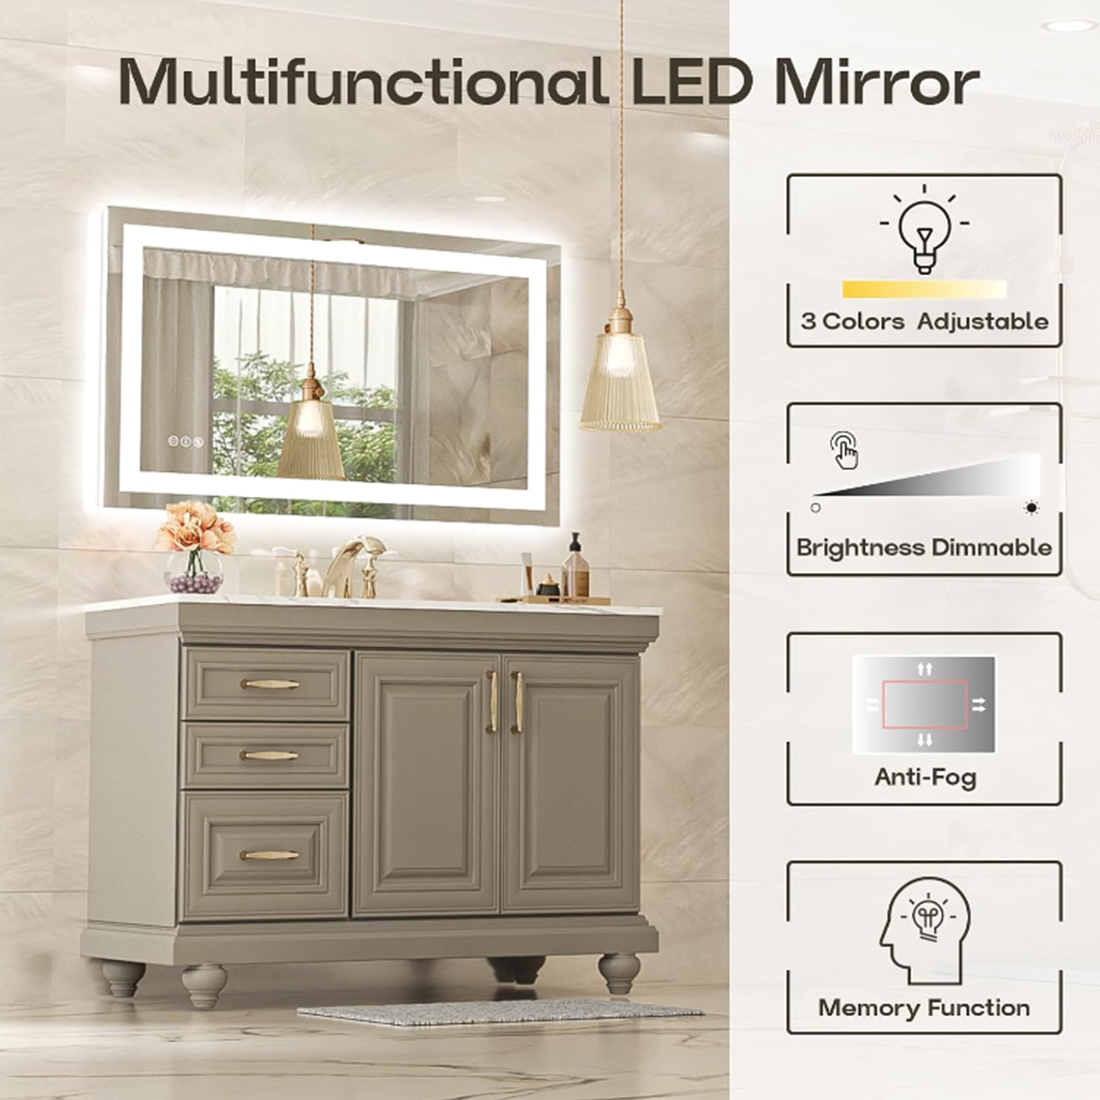 Multifunctional LED Mirror
3 Colors Adjustable
Brightness Dimmable
Anti-Fog
Memory Function